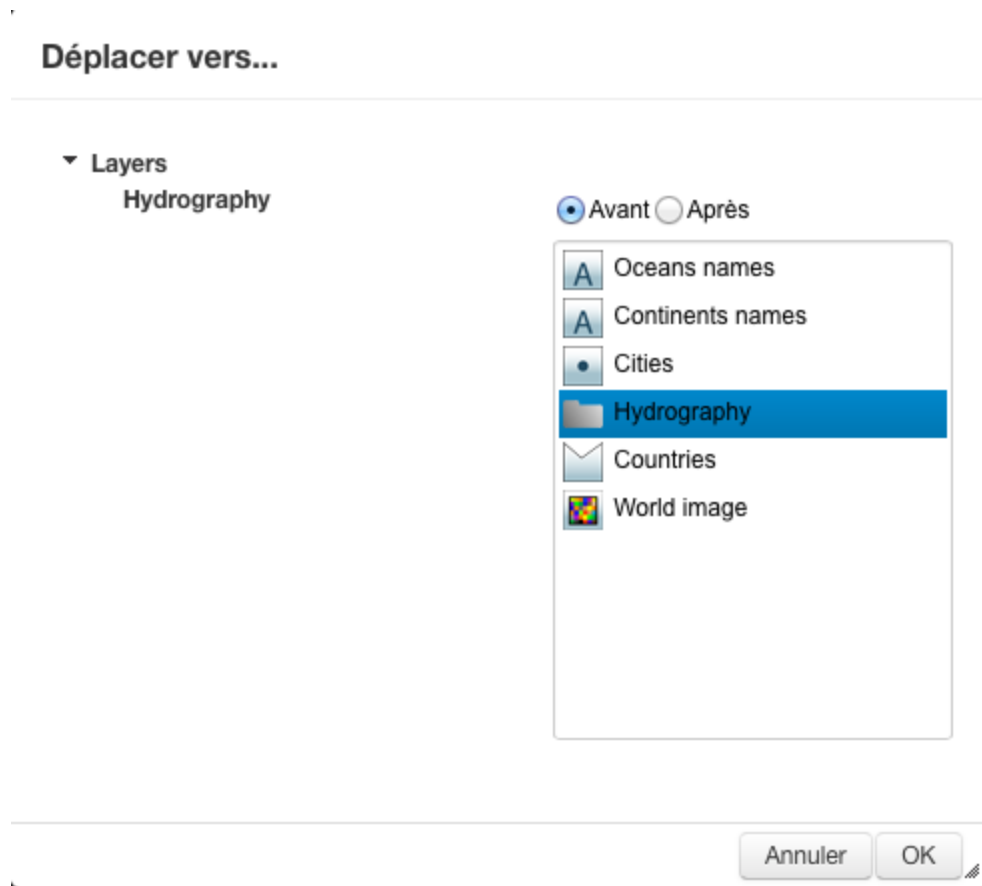 Déplacer vers...
Layers
Hydrography
Avant Après
A Oceans names
A Continents names
Cities
Hydrography
Countries
World image
Annuler OK